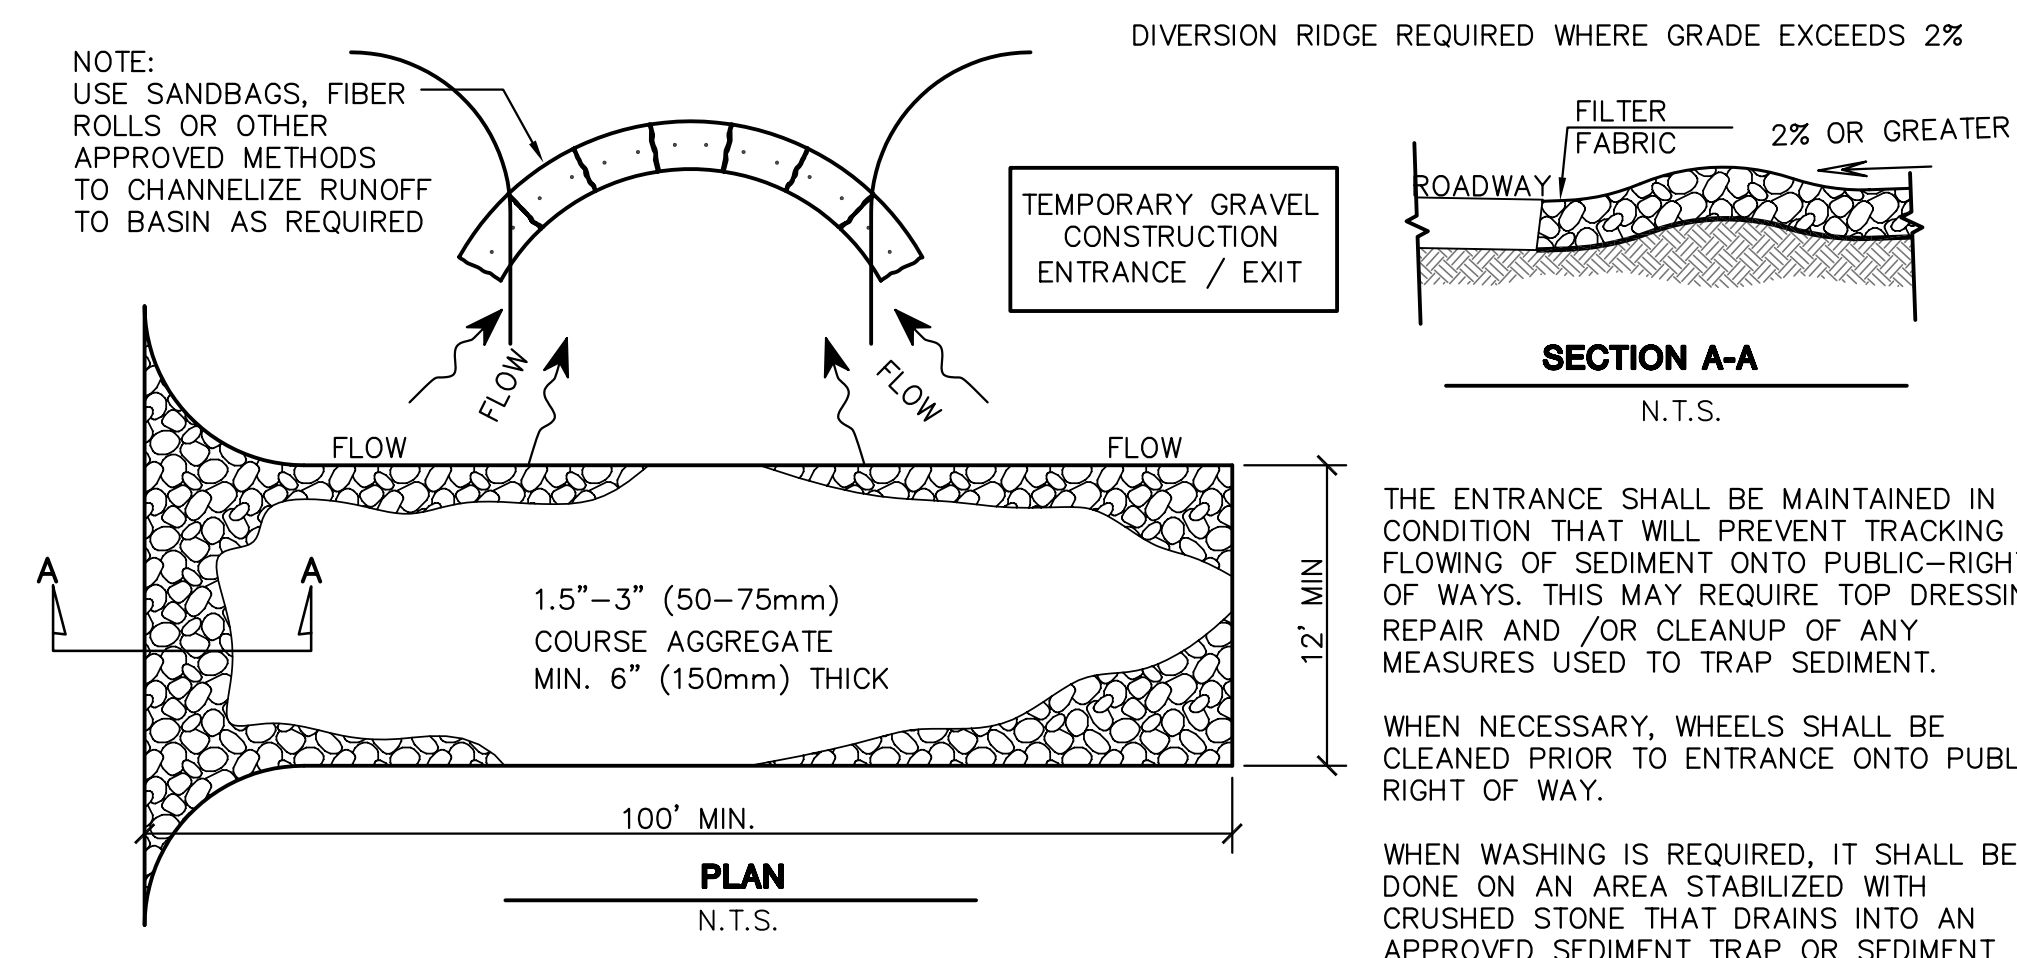 DIVERSION RIDGE REQUIRED WHERE GRADE EXCEEDS 2%
NOTE:
USE SANDBAGS, FIBER
ROLLS OR OTHER
APPROVED METHODS
TO CHANNELIZE RUNOFF
TO BASIN AS REQUIRED
TEMPORARY GRAVEL
CONSTRUCTION
ENTRANCE / EXIT
FILTER
FABRIC
2% OR GREATER
ROADWAY
SECTION A-A
N.T.S.
FLOW
FLOW
FLOW
FLOW
A
A
1.5"-3" (50-75mm)
COURSE AGGREGATE
MIN. 6" (150mm) THICK
12' MIN
100' MIN.
PLAN
N.T.S.
THE ENTRANCE SHALL BE MAINTAINED IN
CONDITION THAT WILL PREVENT TRACKING
FLOWING OF SEDIMENT ONTO PUBLIC-RIGHT
OF WAYS. THIS MAY REQUIRE TOP
REPAIR AND /OR CLEANUP OF ANY
MEASURES USED TO TRAP SEDIMENT.
WHEN NECESSARY, WHEELS SHALL BE
CLEANED PRIOR TO ENTRANCE ONTO
RIGHT OF WAY.
WHEN WASHING IS REQUIRED, IT SHALL BE
DONE ON AN AREA STABILIZED WITH
CRUSHED STONE THAT DRAINS INTO AN
APPROVED SEDIMENT TRAP OR SEDIMENT